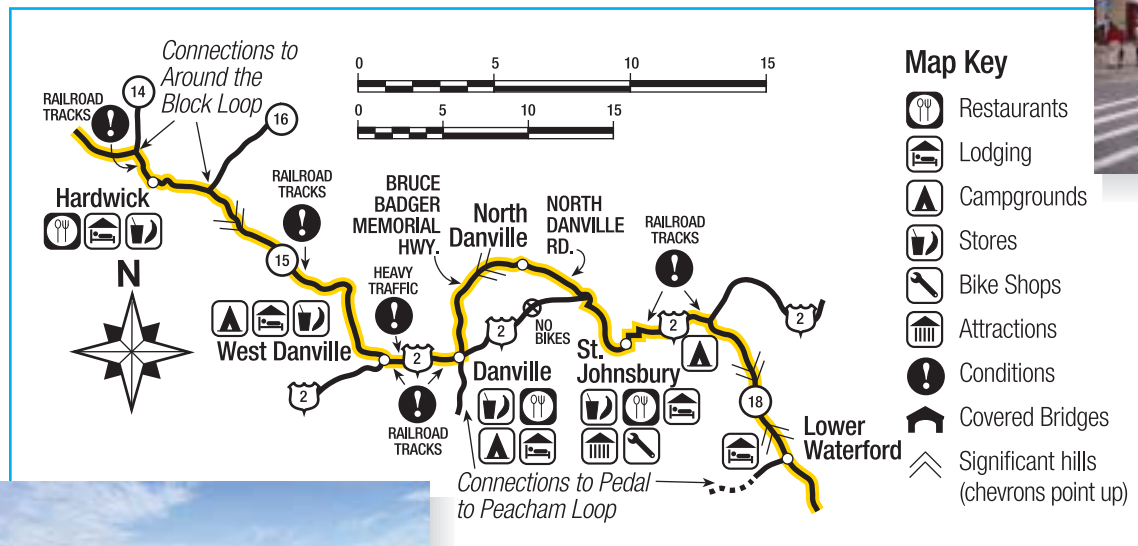 Connections to
Around the
Block Loop
0 5 10 15
0 5 10 15
RAILROAD
TRACKS
14
16
Hardwick
N
RAILROAD
TRACKS
15
West Danville
HEAVY
TRAFFIC
BRUCE
BADGER
MEMORIAL
HWY.
North
Danville
NORTH
DANVILLE
RD.
RAILROAD
TRACKS
2
2
2
NO
BIKES
2
2
RAILROAD
TRACKS
Danville
St.
Johnsbury
18
Lower
Waterford
Connections to Pedal
to Peacham Loop
Map Key
Restaurants
Lodging
Campgrounds
Stores
Bike Shops
Attractions
Conditions
Covered Bridges
Significant hills
(chevrons point up)